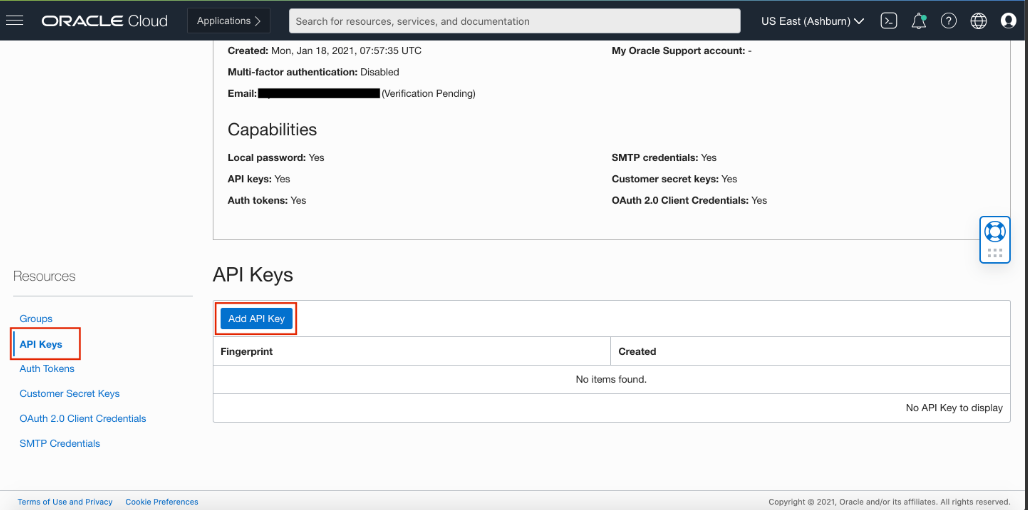 ORACLE Cloud Applications Search for resources, services, and documentation US East (Ashburn)
Created: Mon, Jan 18, 2021, 07:57:35 UTC My Oracle Support account: -
Multi-factor authentication: Disabled
Email: (Verification Pending)
Capabilities
Local password: Yes SMTP credentials: Yes
API keys: Yes Customer secret keys: Yes
Auth tokens: Yes OAuth 2.0 Client Credentials: Yes
Resources
Groups
API Keys
Auth Tokens
Customer Secret Keys
OAuth 2.0 Client Credentials
SMTP Credentials
API Keys
Add API Key
Fingerprint Created
No items found.
No API Key to display
Terms of Use and Privacy Cookie Preferences Copyright © 2021, Oracle and/or its affiliates. All rights reserved.